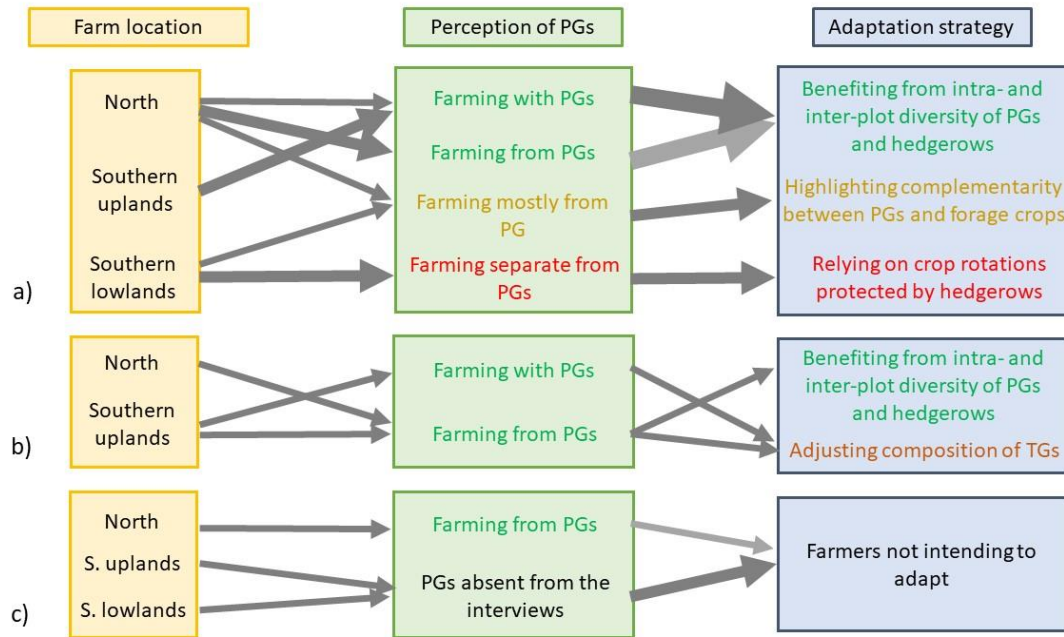 Farm location
Perception of PGs
Adaptation strategy
a)
North
Southern
uplands
Southern
lowlands
Farming with PGs
Farming from PGs
Farming mostly from
PG
Farming separate from
PGs
Benefiting from intra- and
inter-plot diversity of PGs
and hedgerows
Highlighting complementarity
between PGs and forage crops
Relying on crop rotations
protected by hedgerows
b)
North
Southern
uplands
Farming with PGs
Farming from PGs
Benefiting from intra- and
inter-plot diversity of PGs
and hedgerows
Adjusting composition of TGs
c)
North
S. uplands
S. lowlands
Farming from PGs
PGs absent from the
interviews
Farmers not intending to
adapt